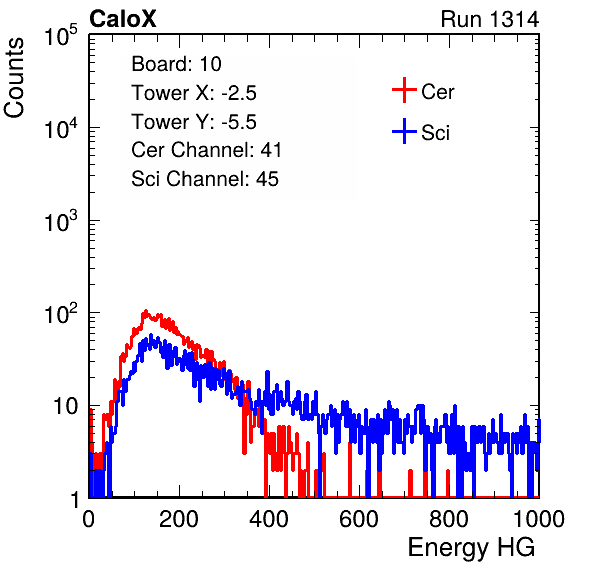 CaloX
Run 1314
Counts
10^5
10^4
10^3
10^2
10
1
Board: 10
Tower X: -2.5
Tower Y: -5.5
Cer Channel: 41
Sci Channel: 45
Cer
Sci
0 200 400 600 800 1000
Energy HG